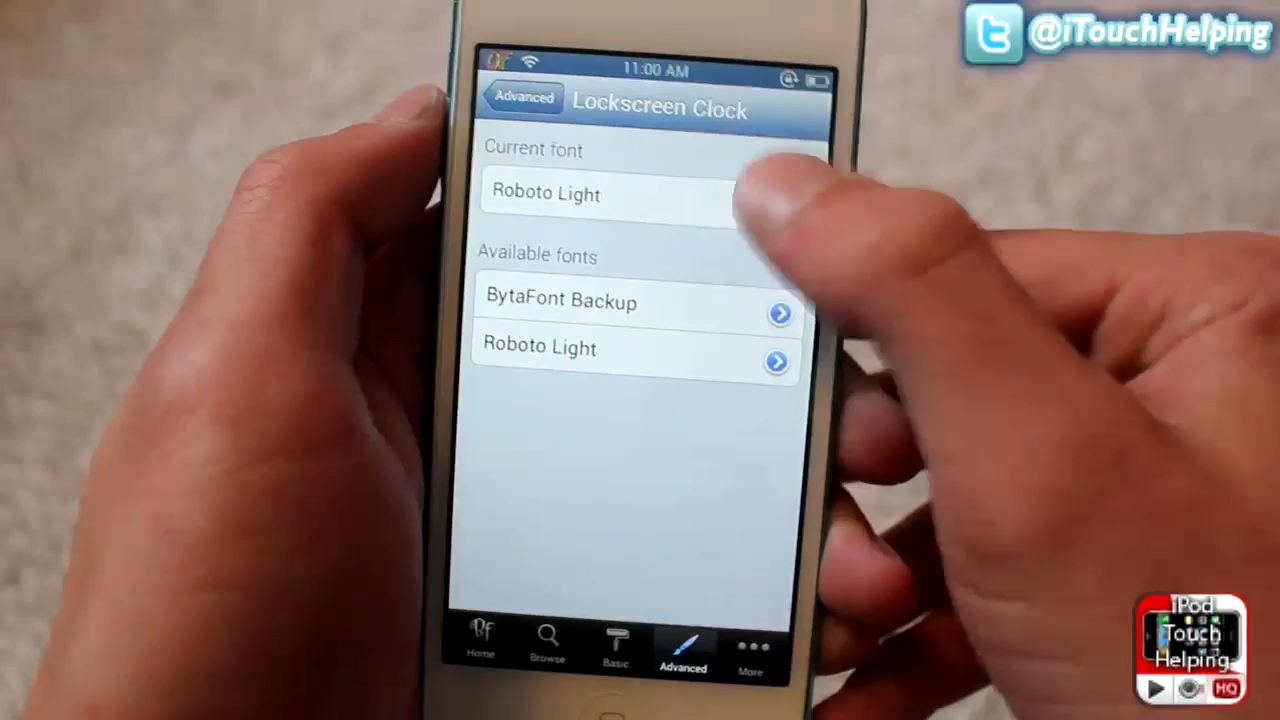 @iTouchHelping
11:00 AM
Advanced
Lockscreen Clock
Current font
Roboto Light
Available fonts
BytaFont Backup
Roboto Light
Bf
Home
Browse
Basic
Advanced
More
iPod
Touch
Helping
HQ